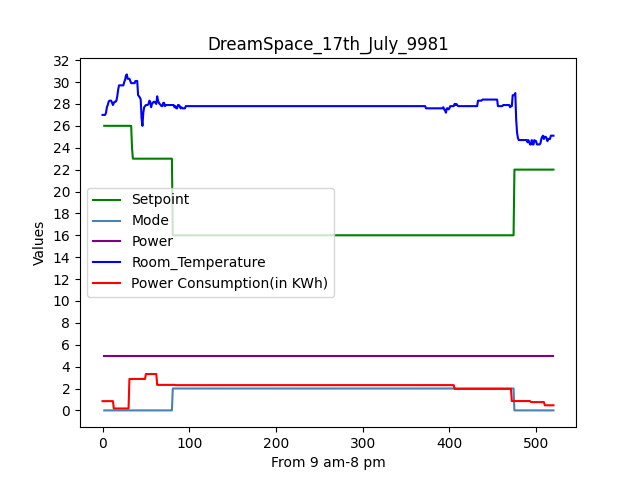 DreamSpace_17th_July_9981
32
30
28
26
24
22
20
18
16
14
12
10
8
6
4
2
0
Values
Setpoint
Mode
Power
Room_Temperature
Power Consumption(in KWh)
0 100 200 300 400 500
From 9 am-8 pm